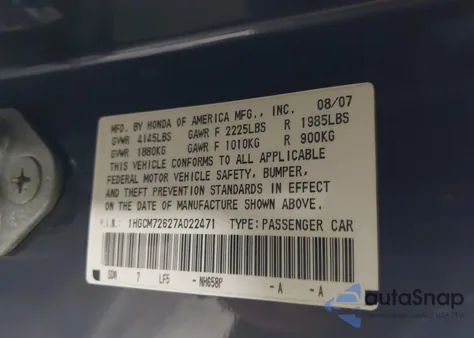 MFD. BY HONDA OF AMERICA MFG., INC. 08/07
GVWR 4145LBS GAWR F 2225LBS R 1985LBS
GVWR 1880KG GAWR F 1010KG R 900KG
THIS VEHICLE CONFORMS TO ALL APPLICABLE
FEDERAL MOTOR VEHICLE SAFETY, BUMPER,
AND THEFT PREVENTION STANDARDS IN EFFECT
ON THE DATE OF MANUFACTURE SHOWN ABOVE.
V.I.N. 1HGCM72627A022471 TYPE: PASSENGER CAR
SDN 7 LF5 - NH658P -A -A
autaSnap